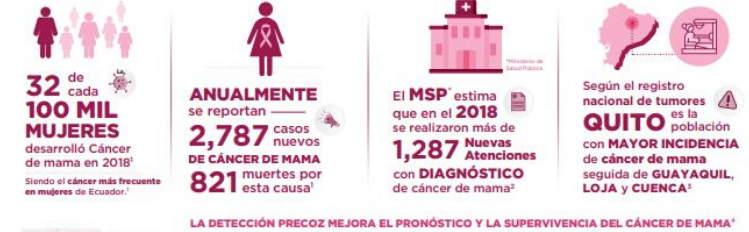 32 de cada
100 MIL
MUJERES
desarrolló Cáncer
de mama en 2018¹
Siendo el cáncer más frecuente
en mujeres de Ecuador.¹
ANUALMENTE
se reportan
2,787 casos nuevos
DE CÁNCER DE MAMA
821 muertes por
esta causa¹
*Ministerio de
Salud Pública
El MSP* estima
que en el 2018
se realizaron más de
1,287 Nuevas Atenciones
con DIAGNÓSTICO
de cáncer de mama²
Según el registro
nacional de tumores
QUITO es la población
con MAYOR INCIDENCIA
de cáncer de mama
seguida de GUAYAQUIL,
LOJA y CUENCA³
LA DETECCIÓN PRECOZ MEJORA EL PRONÓSTICO Y LA SUPERVIVENCIA DEL CÁNCER DE MAMA⁴